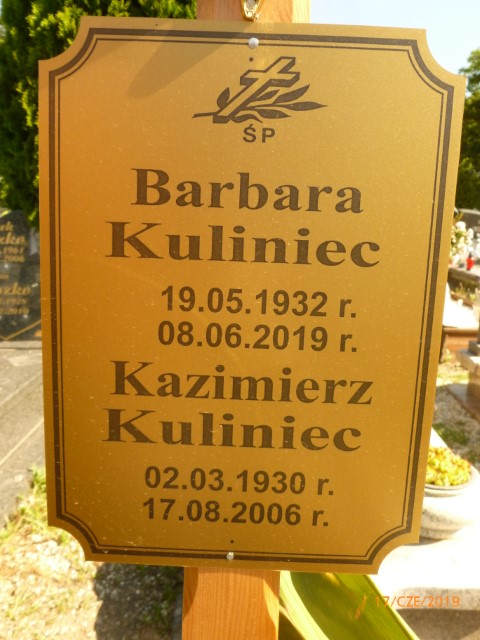 ŚP
Barbara
Kuliniec
19.05.1932 r.
08.06.2019 r.
Kazimierz
Kuliniec
02.03.1930 r.
17.08.2006 r.
17/CZE/2019